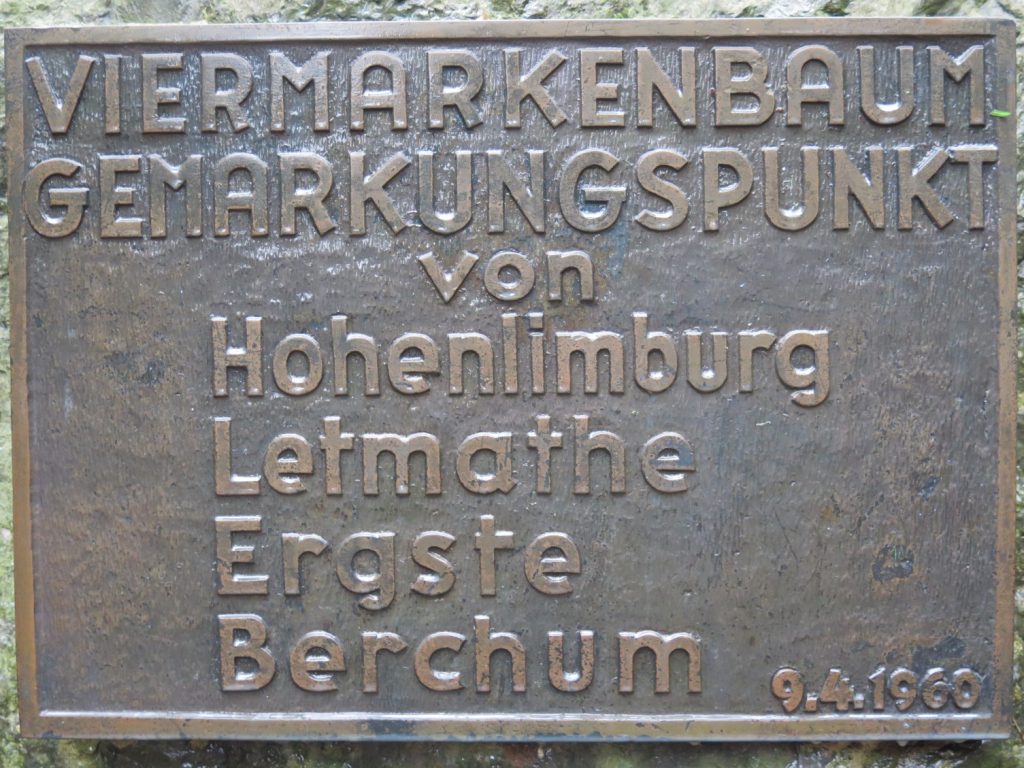 VIERMARKENBAUM
GEMARKUNGSPUNKT
von
Hohenlimburg
Letmathe
Ergste
Berchum
9.4.1960